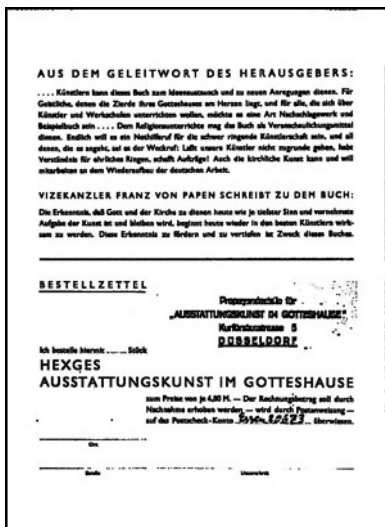 AUS DEM GELEITWORT DES HERAUSGEBERS:
.... Künstlern kann dieses Buch zum Ideenaustausch und zu neuen Anregungen dienen. Für
Geistliche, denen die Zierde ihres Gotteshauses am Herzen liegt, und für alle, die sich über
Künstler und Werkschulen unterrichten wollen, möchte es eine Art Nachschlagewerk und
Beispielbuch sein .... Dem Religionsunterrichte mag das Buch als Veranschaulichungsmittel
dienen. Endlich will es ein Nothilferuf für die schwer ringende Künstlerschaft sein, und all
denen, die es angeht, sei es der Weckruf: Laßt unsere Künstler nicht zugrunde gehen, habt
Verständnis für ehrliches Ringen, schafft Aufträge! Auch die kirchliche Kunst kann und will
mitarbeiten an dem Wiederaufbau der deutschen Arbeit.
VIZEKANZLER FRANZ VON PAPEN SCHREIBT ZU DEM BUCH:
Die Erkenntnis, daß Gott und der Kirche zu dienen heute wie je tiefster Sinn und vornehmste
Aufgabe der Kunst ist und bleiben wird, beginnt heute wieder in den besten Künstlern wirk-
sam zu werden. Diese Erkenntnis zu fördern und zu vertiefen ist Zweck dieses Buches.
BESTELLZETTEL
Propagandastelle für
„AUSSTATTUNGSKUNST IM GOTTESHAUSE"
Kurfürstenstrasse 5
DÜSSELDORF
Ich bestelle hiermit ........ Stück
HEXGES
AUSSTATTUNGSKUNST IM GOTTESHAUSE
zum Preise von je 4,80 M. — Der Rechnungsbetrag soll durch
Nachnahme erhoben werden — wird durch Postanweisung —
auf das Postscheck-Konto Essen 20673 überwiesen.
Ort
Straße Unterschrift